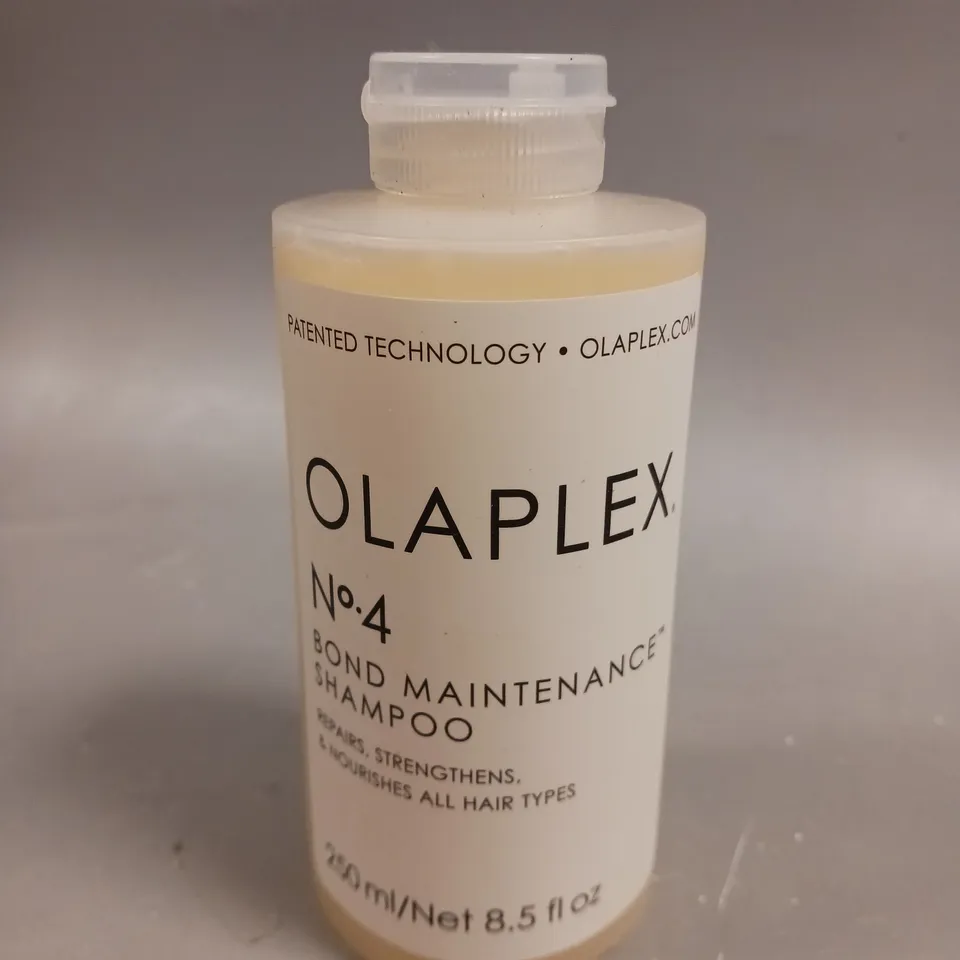 PATENTED TECHNOLOGY • OLAPLEX.COM
OLAPLEX.
Nº.4
BOND MAINTENANCE™
SHAMPOO
REPAIRS, STRENGTHENS,
& NOURISHES ALL HAIR TYPES
250 ml/Net 8.5 fl oz